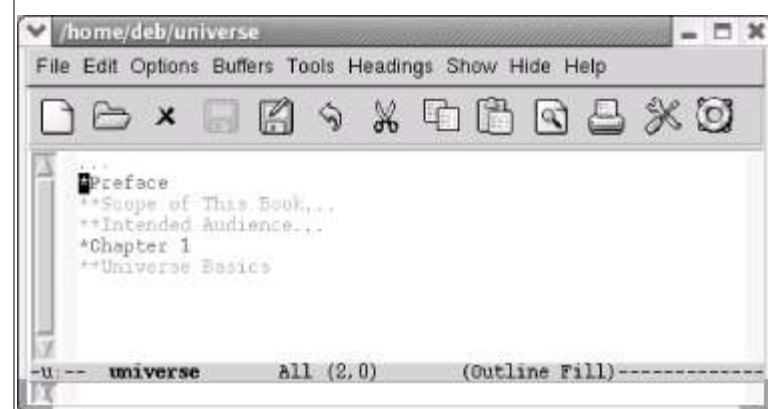 /home/deb/universe
File Edit Options Buffers Tools Headings Show Hide Help
...
*Preface
**Scope of This Book...
**Intended Audience...
*Chapter 1
**Universe Basics
-u:-- universe All (2,0) (Outline Fill)-------------